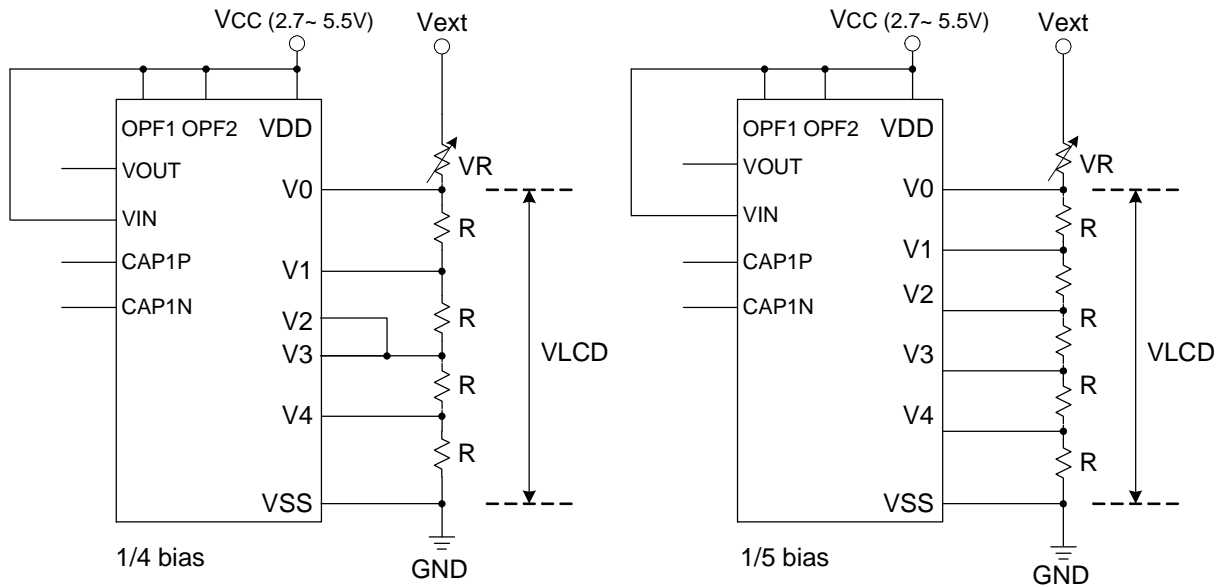 VCC (2.7~ 5.5V)
Vext
OPF1 OPF2 VDD
VOUT
VR
V0
VIN
R
CAP1P
V1
CAP1N
V2
R
V3
VLCD
R
V4
R
VSS
1/4 bias
GND
VCC (2.7~ 5.5V)
Vext
OPF1 OPF2 VDD
VOUT
VR
V0
VIN
R
V1
CAP1P
R
V2
CAP1N
R
V3
VLCD
R
V4
R
VSS
1/5 bias
GND